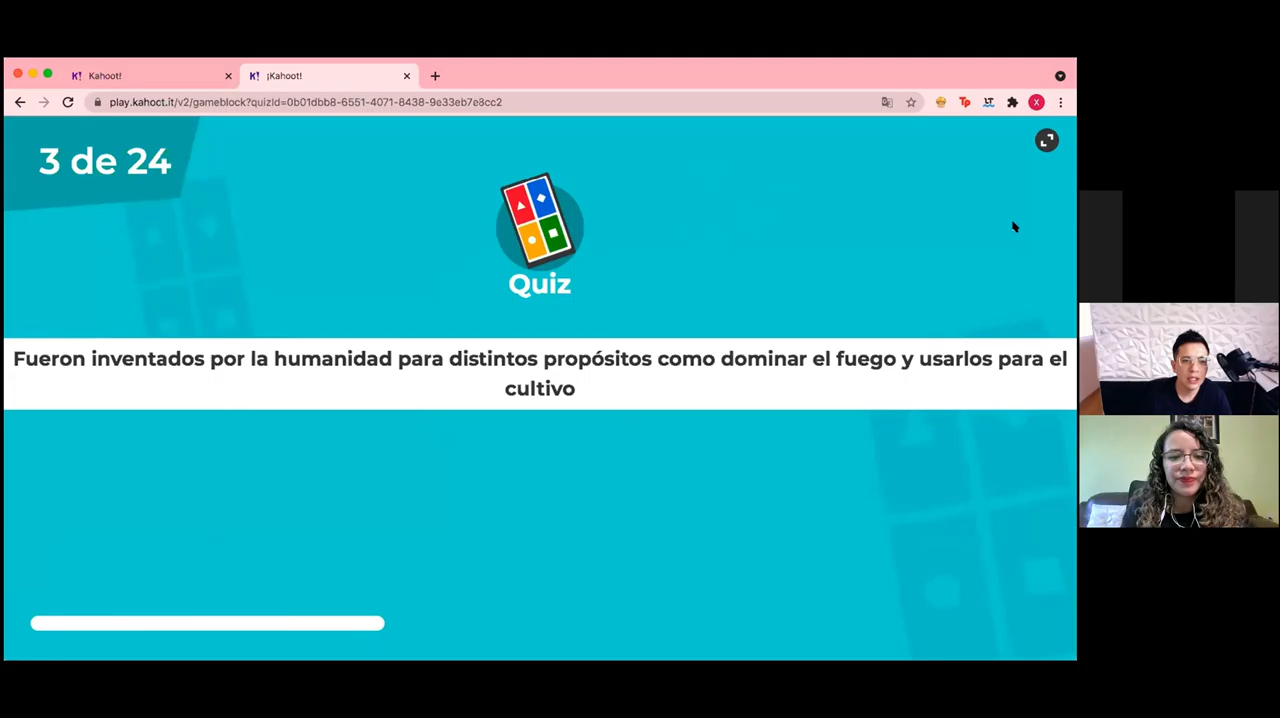 Kahoot!
¡Kahoot!
play.kahoot.it/v2/gameblock?quizId=0b01dbb8-6551-4071-8438-9e33eb7e8cc2
3 de 24
Quiz
Fueron inventados por la humanidad para distintos propósitos como dominar el fuego y usarlos para el
cultivo